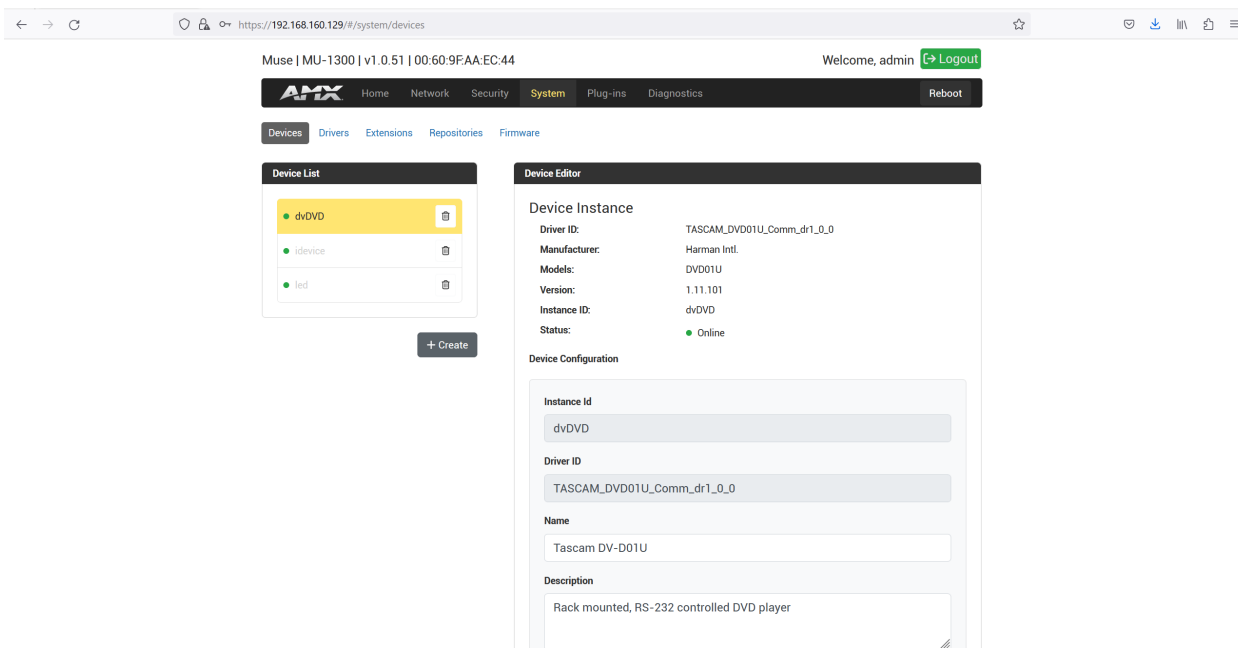 https://192.168.160.129/#/system/devices
Muse | MU-1300 | v1.0.51 | 00:60:9F:AA:EC:44
Welcome, admin Logout
AMX Home Network Security System Plug-ins Diagnostics Reboot
Devices Drivers Extensions Repositories Firmware
Device List
dvDVD
idevice
led
+ Create
Device Editor
Device Instance
Driver ID: TASCAM_DVD01U_Comm_dr1_0_0
Manufacturer: Harman Intl.
Models: DVD01U
Version: 1.11.101
Instance ID: dvDVD
Status: Online
Device Configuration
Instance Id
dvDVD
Driver ID
TASCAM_DVD01U_Comm_dr1_0_0
Name
Tascam DV-D01U
Description
Rack mounted, RS-232 controlled DVD player